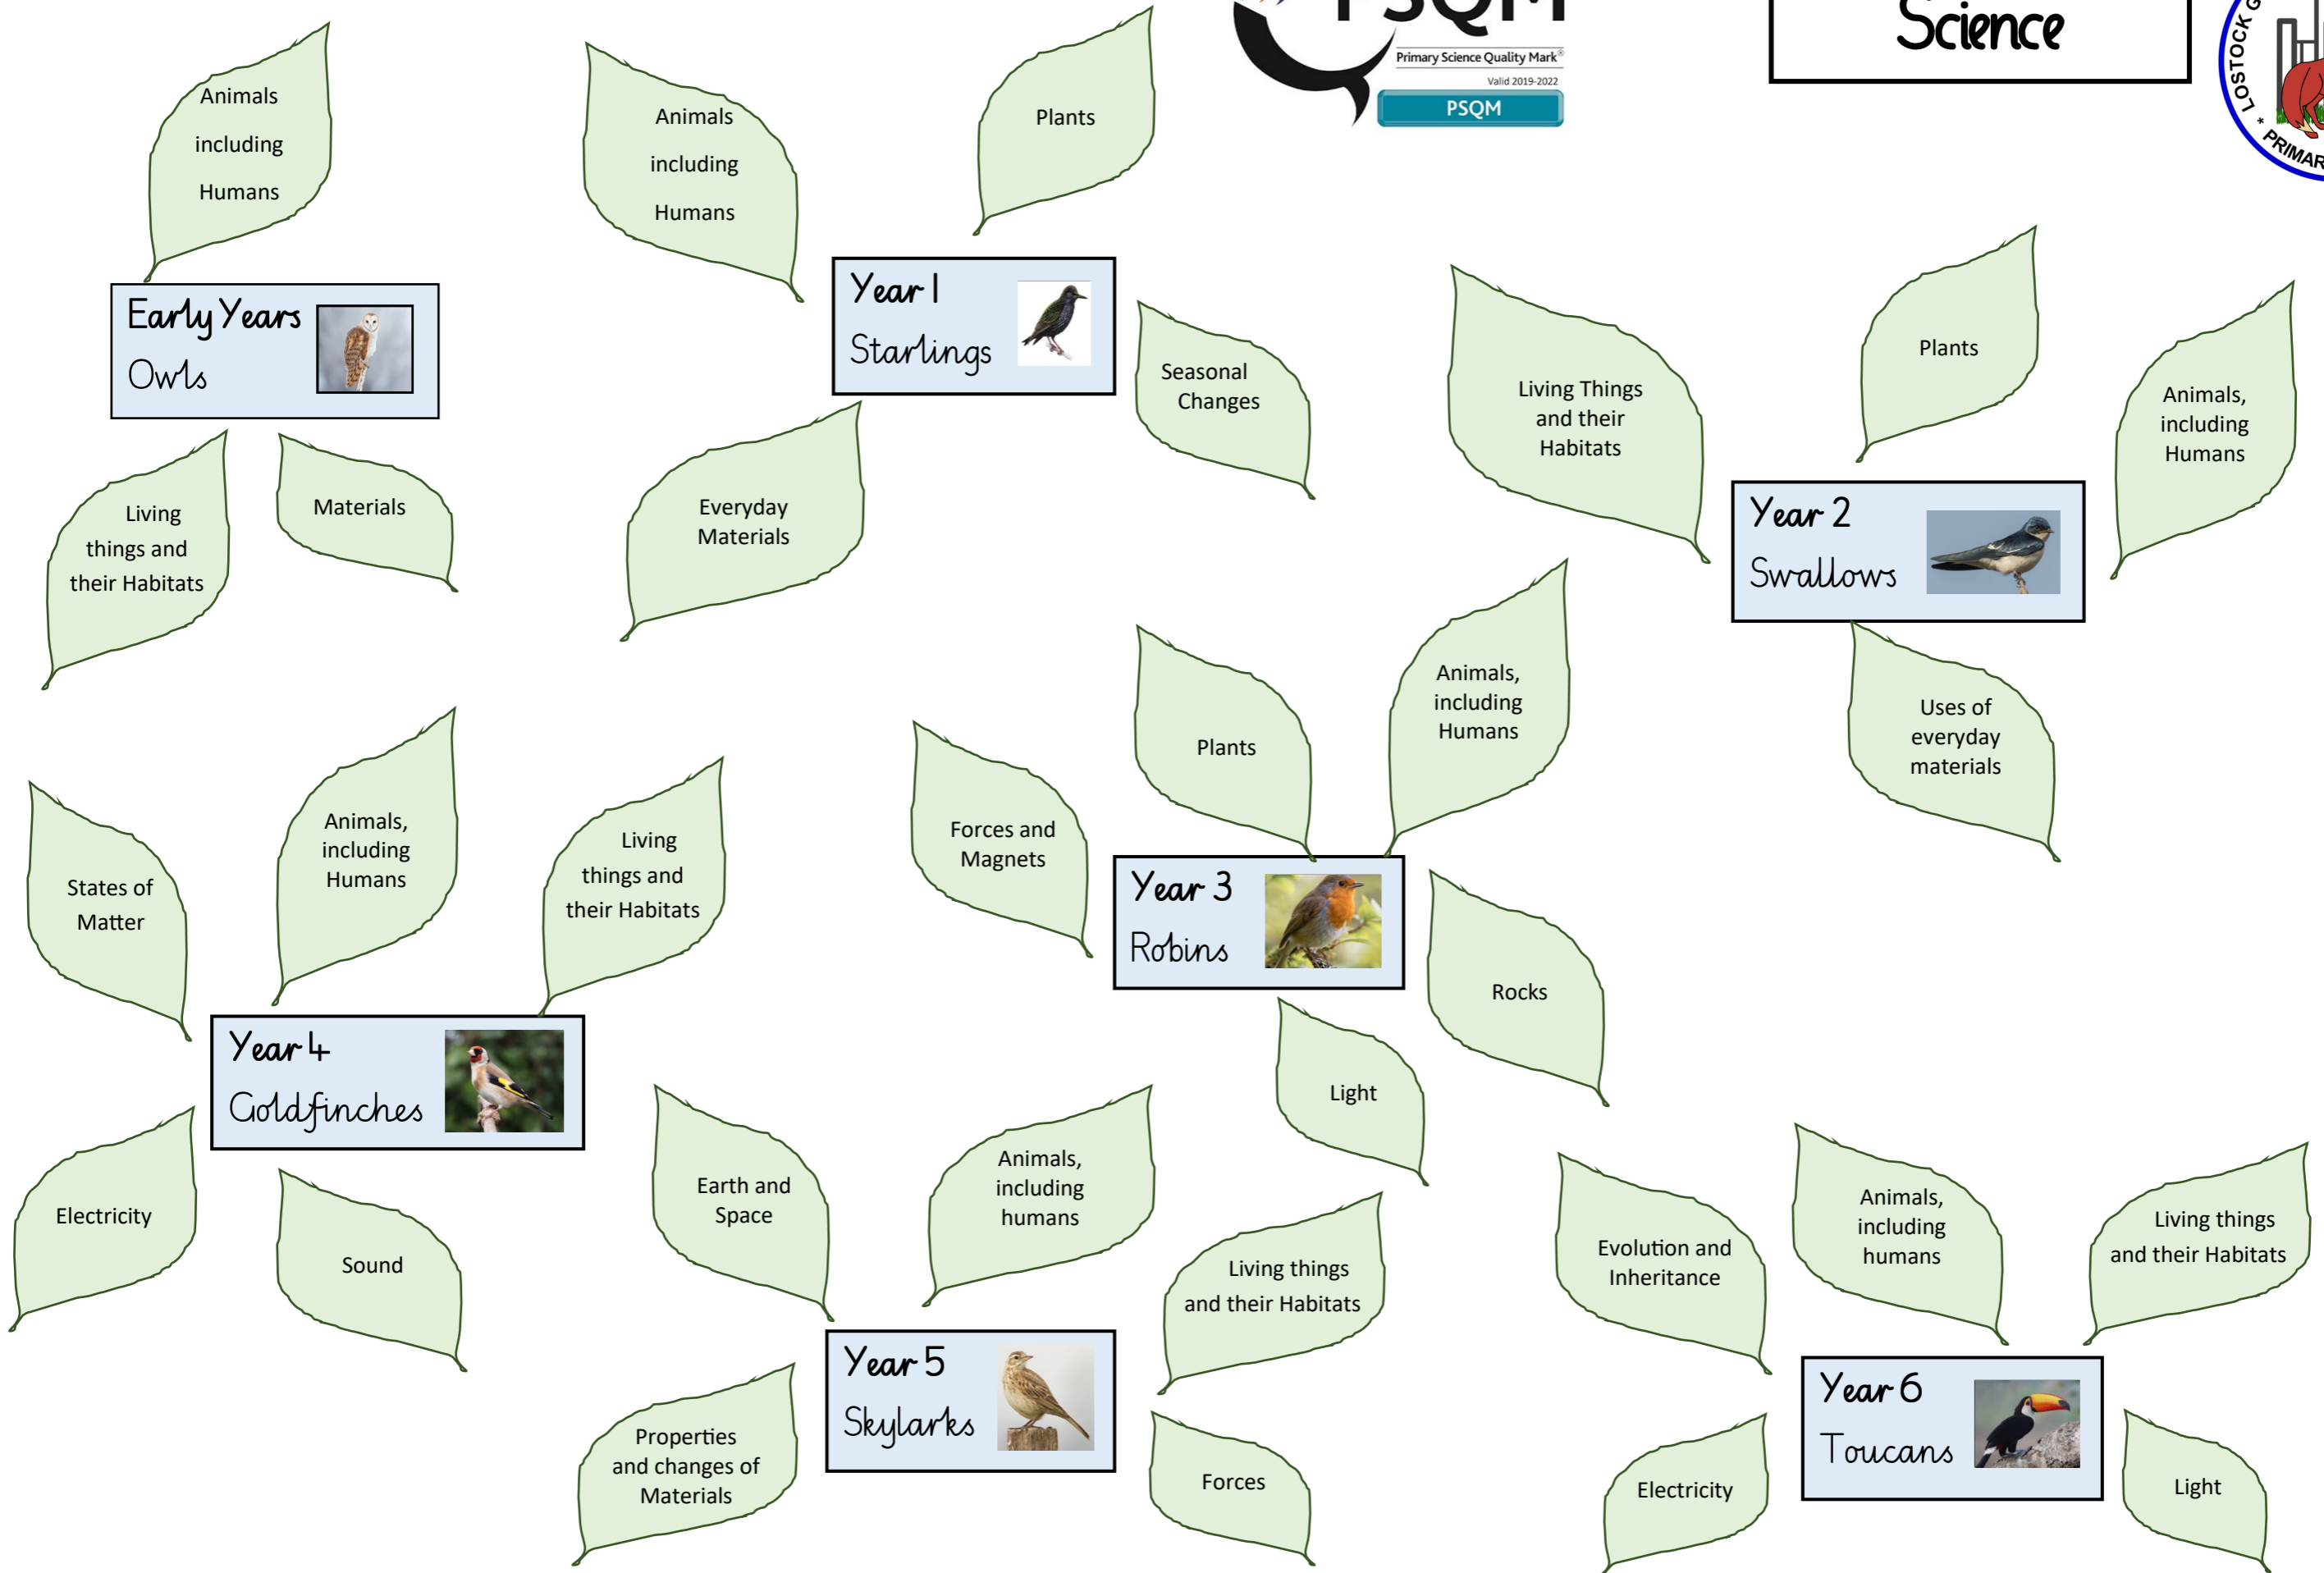 PSQM
Primary Science Quality Mark®
Valid 2019-2022
PSQM
Science
LOSTOCK
* PRIMAR
Animals
including
Humans
Early Years
Owls
Living
things and
their Habitats
Materials
Animals
including
Humans
Plants
Year 1
Starlings
Seasonal
Changes
Everyday
Materials
Living Things
and their
Habitats
Plants
Animals,
including
Humans
Year 2
Swallows
Uses of
everyday
materials
Forces and
Magnets
Plants
Animals,
including
Humans
Year 3
Robins
Rocks
Light
States of
Matter
Animals,
including
Humans
Living
things and
their Habitats
Year 4
Goldfinches
Electricity
Sound
Earth and
Space
Animals,
including
humans
Living things
and their Habitats
Year 5
Skylarks
Properties
and changes of
Materials
Forces
Evolution and
Inheritance
Animals,
including
humans
Living things
and their Habitats
Year 6
Toucans
Electricity
Light